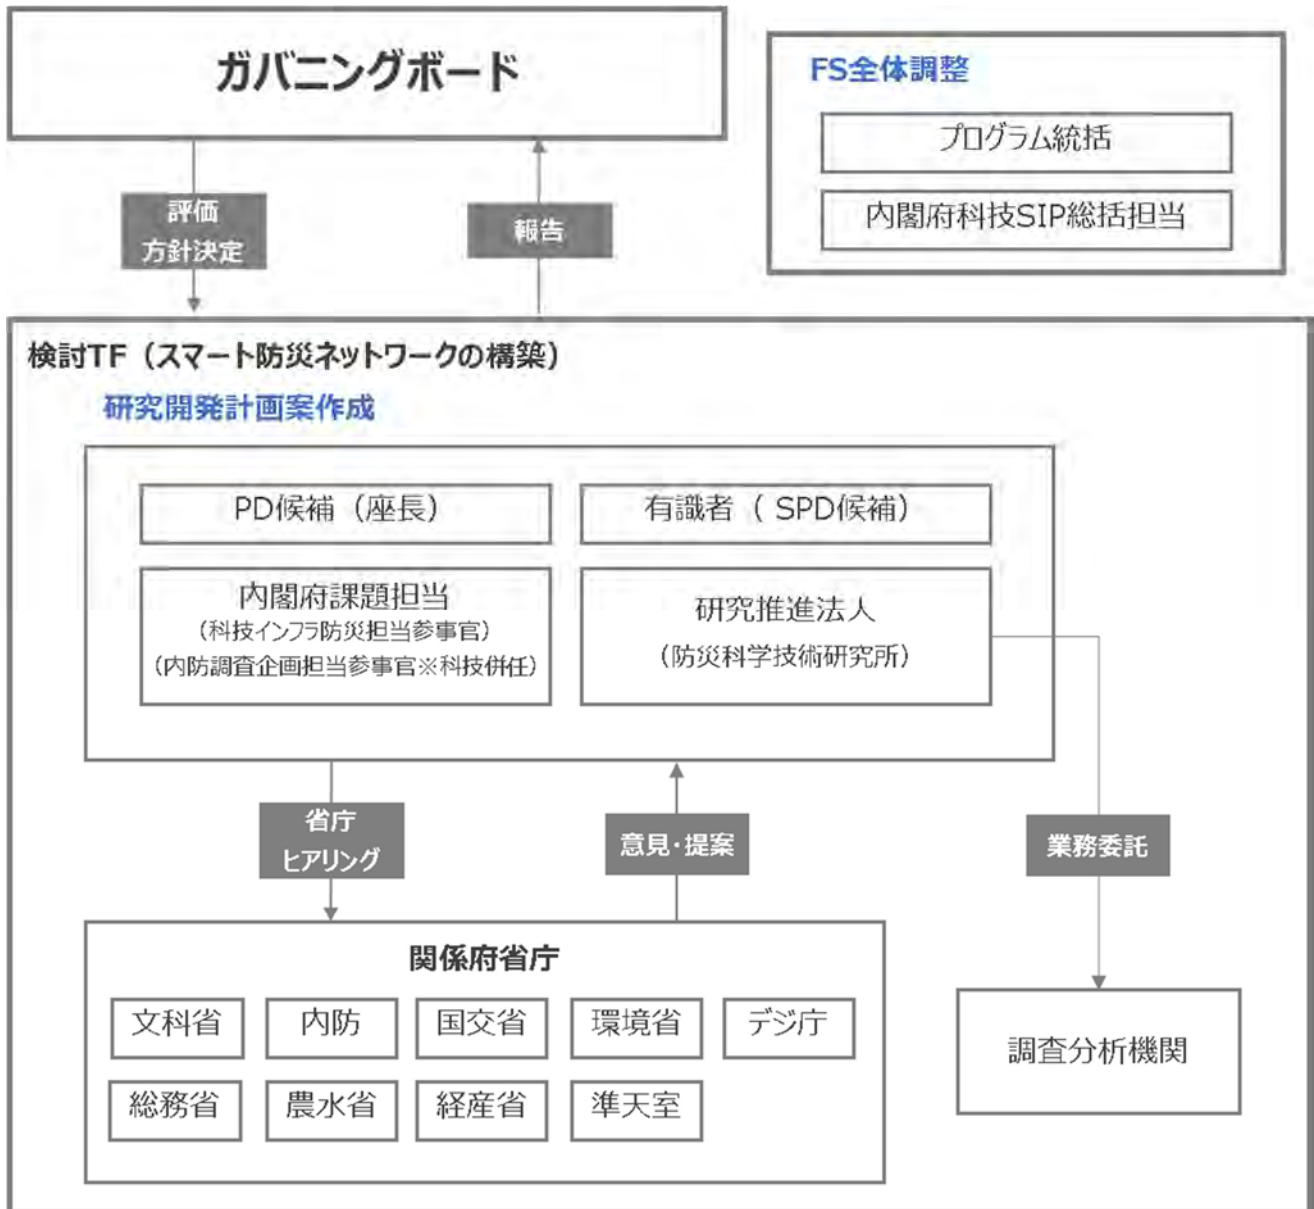 ガバニングボード
FS全体調整
プログラム統括
内閣府科技SIP総括担当
評価
方針決定
報告
検討TF（スマート防災ネットワークの構築）
研究開発計画案作成
PD候補（座長）
有識者（ SPD候補）
内閣府課題担当
（科技インフラ防災担当参事官）
（内防調査企画担当参事官※科技併任）
研究推進法人
（防災科学技術研究所）
省庁
ヒアリング
意見・提案
業務委託
関係府省庁
文科省
内防
国交省
環境省
デジ庁
総務省
農水省
経産省
準天室
調査分析機関